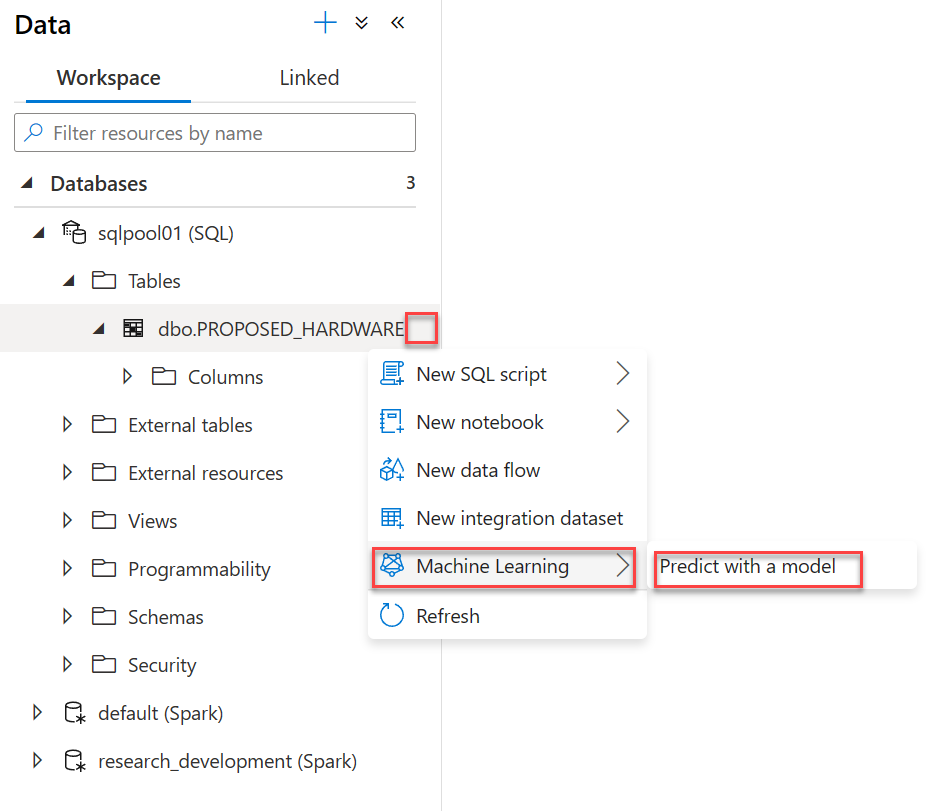 Data
Workspace Linked
Filter resources by name
Databases 3
sqlpool01 (SQL)
Tables
dbo.PROPOSED_HARDWARE
Columns
External tables
External resources
Views
Programmability
Schemas
Security
default (Spark)
research_development (Spark)
New SQL script
New notebook
New data flow
New integration dataset
Machine Learning
Predict with a model
Refresh